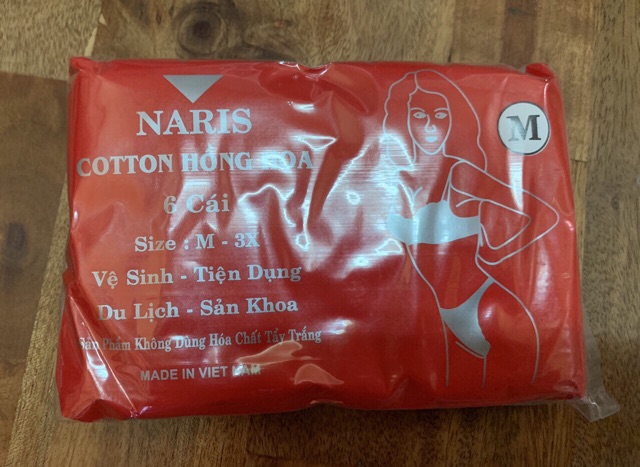 NARIS
COTTON HỒNG HOA
6 Cái
Size : M - 3X
Vệ Sinh - Tiện Dụng
Du Lịch - Sản Khoa
Sản Phẩm Không Dùng Hóa Chất Tẩy Trắng
MADE IN VIET NAM
M